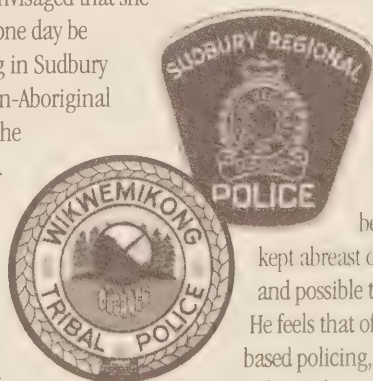 envisaged that she
one day be
g in Sudbury
n-Aboriginal
he
SUDBURY REGIONAL
POLICE
WIKWEMIKONG
TRIBAL POLICE
be
kept abreast o
and possible t
He feels that of
based policing,